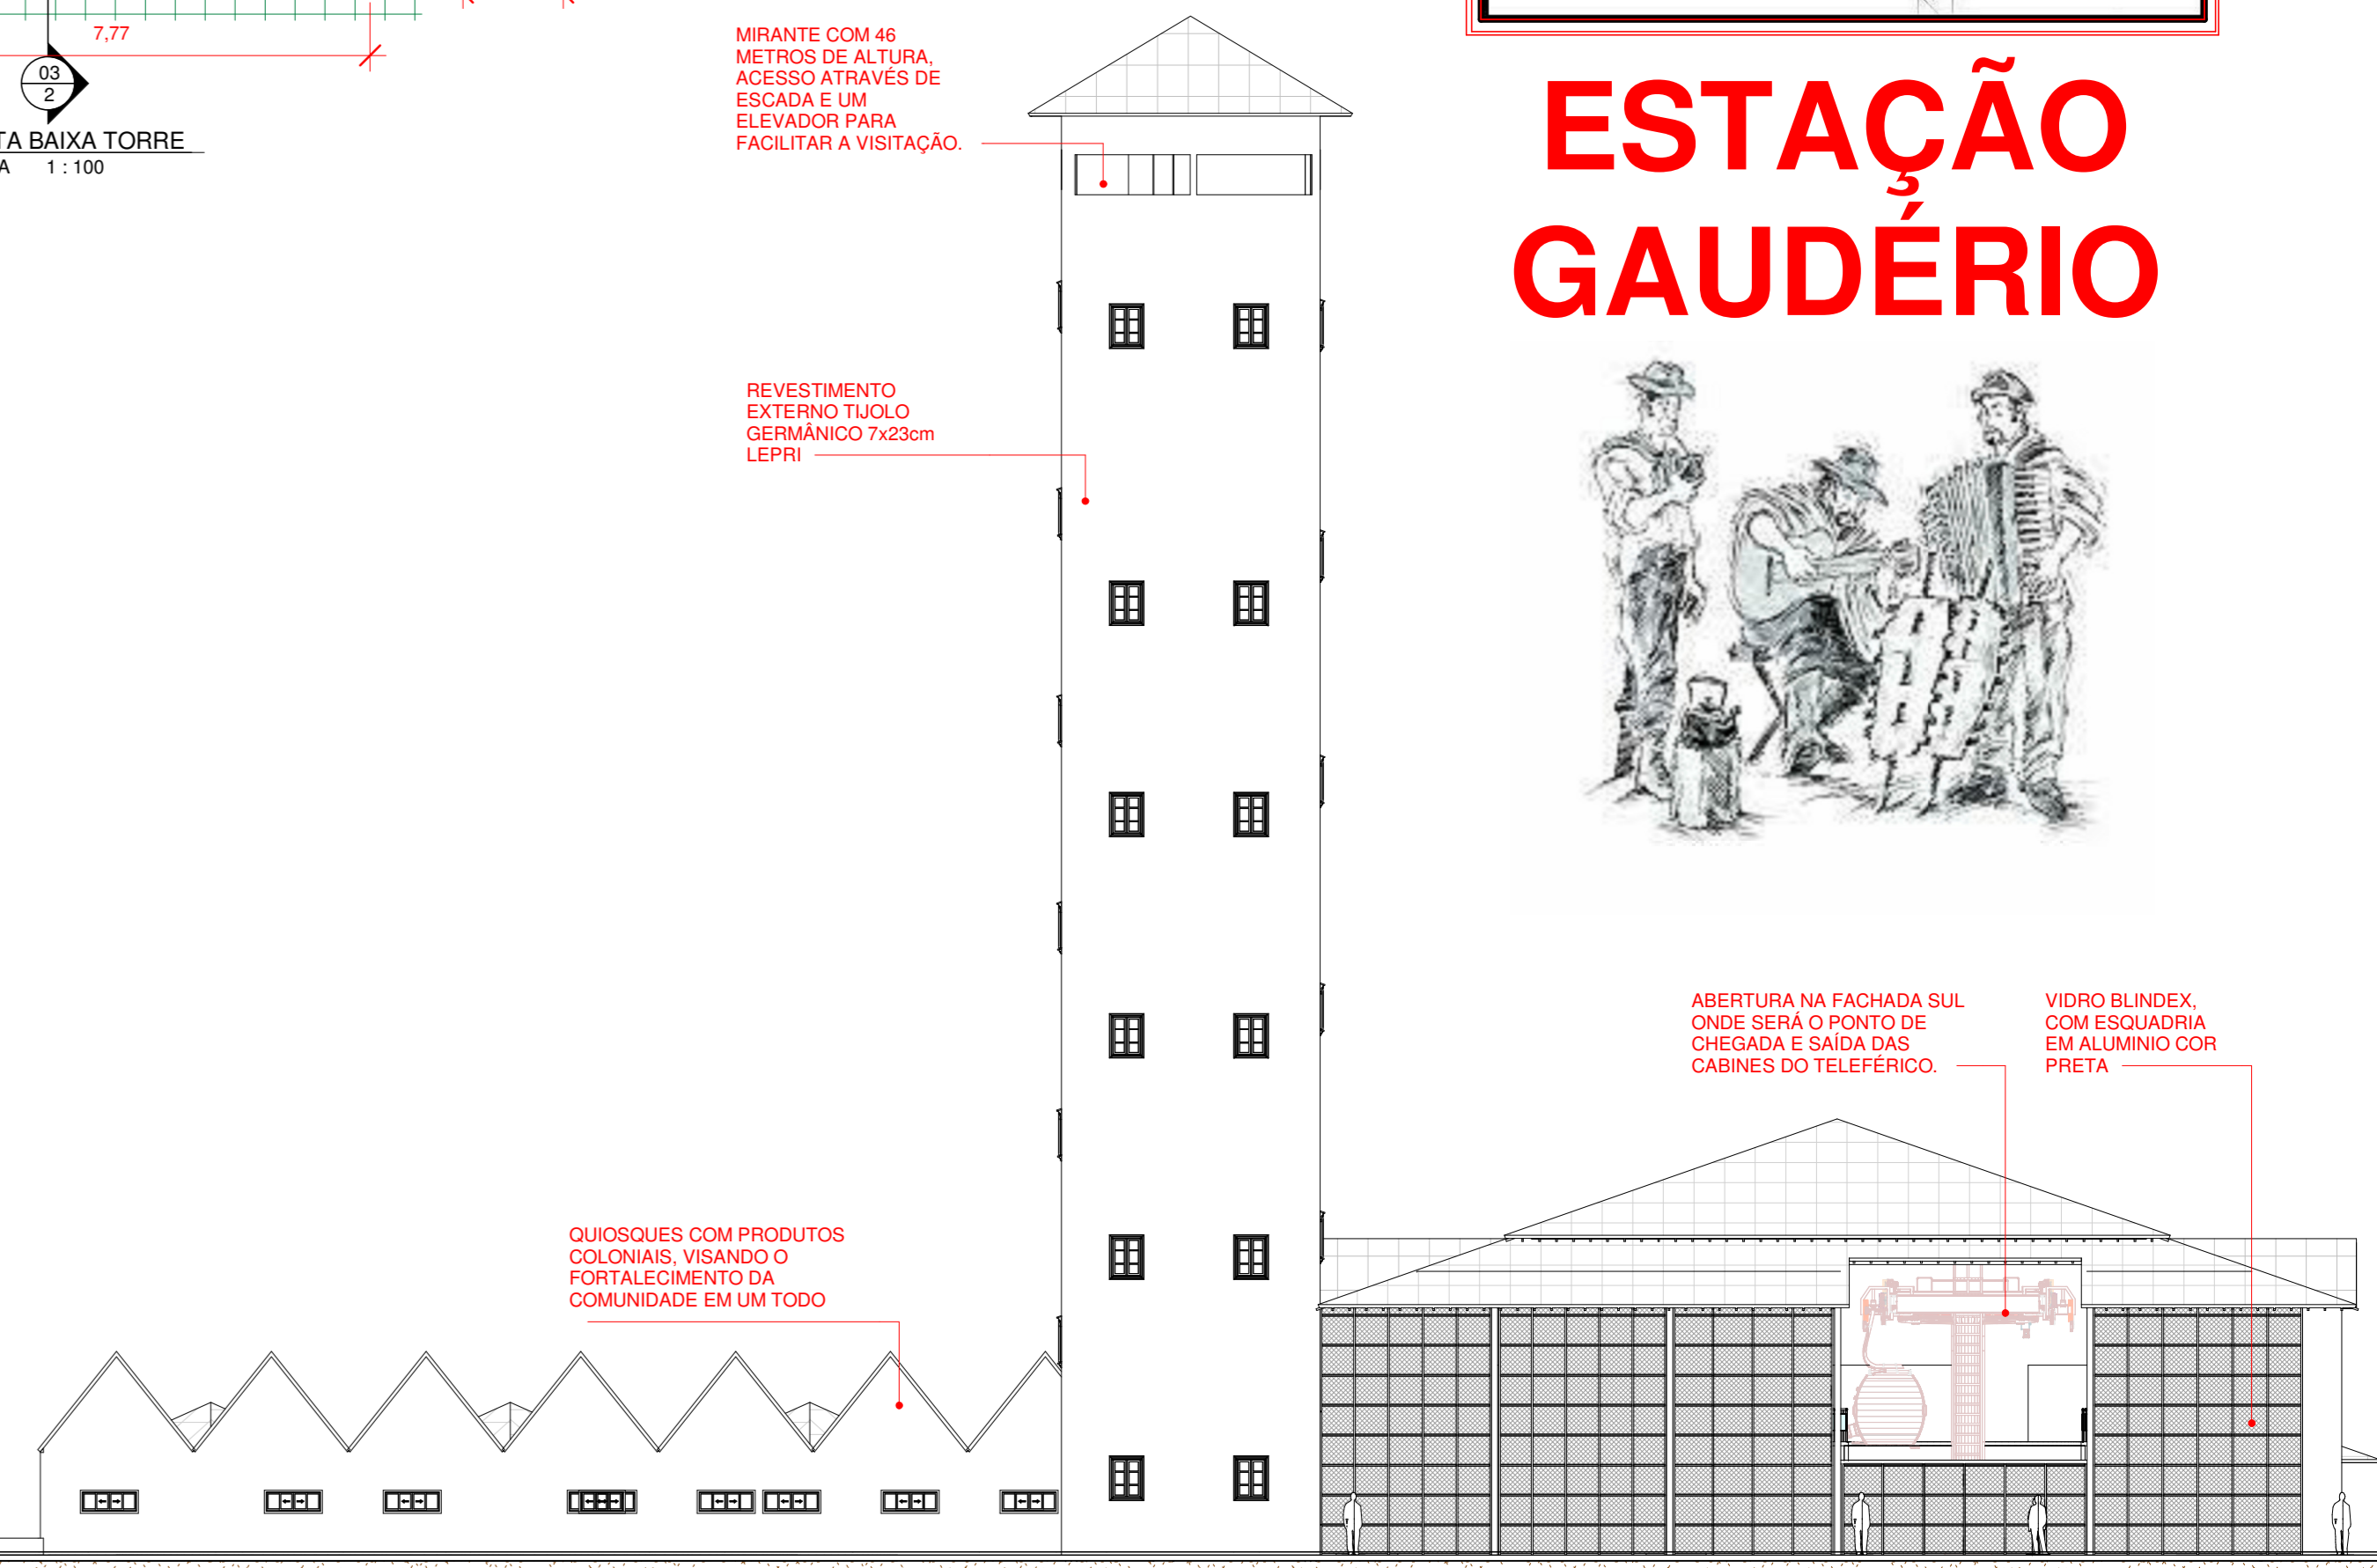 7,77
03
2
TA BAIXA TORRE
A 1 : 100
MIRANTE COM 46
METROS DE ALTURA,
ACESSO ATRAVÉS DE
ESCADA E UM
ELEVADOR PARA
FACILITAR A VISITAÇÃO.
ESTAÇÃO
GAUDÉRIO
REVESTIMENTO
EXTERNO TIJOLO
GERMÂNICO 7x23cm
LEPRI
ABERTURA NA FACHADA SUL
ONDE SERÁ O PONTO DE
CHEGADA E SAÍDA DAS
CABINES DO TELEFÉRICO.
VIDRO BLINDEX,
COM ESQUADRIA
EM ALUMINIO COR
PRETA
QUIOSQUES COM PRODUTOS
COLONIAIS, VISANDO O
FORTALECIMENTO DA
COMUNIDADE EM UM TODO